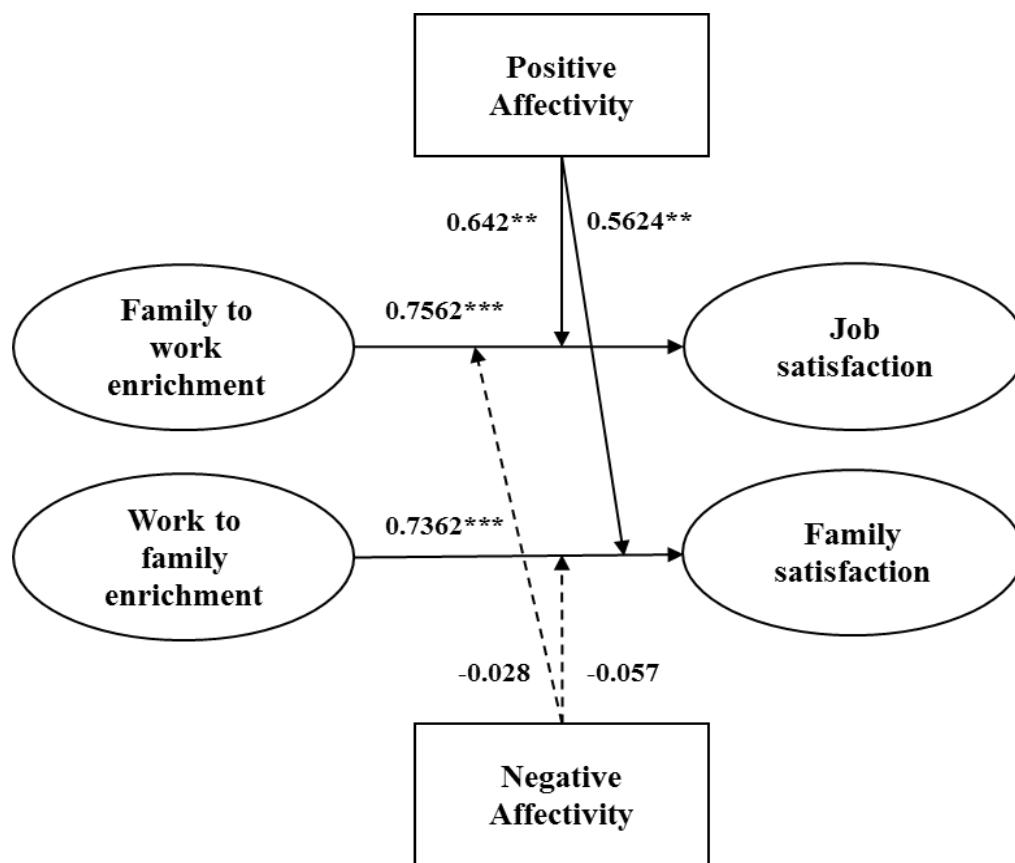 Positive
Affectivity
0.642**
0.5624**
Family to
work
enrichment
0.7562***
Job
satisfaction
Work to
family
enrichment
0.7362***
Family
satisfaction
-0.028
-0.057
Negative
Affectivity